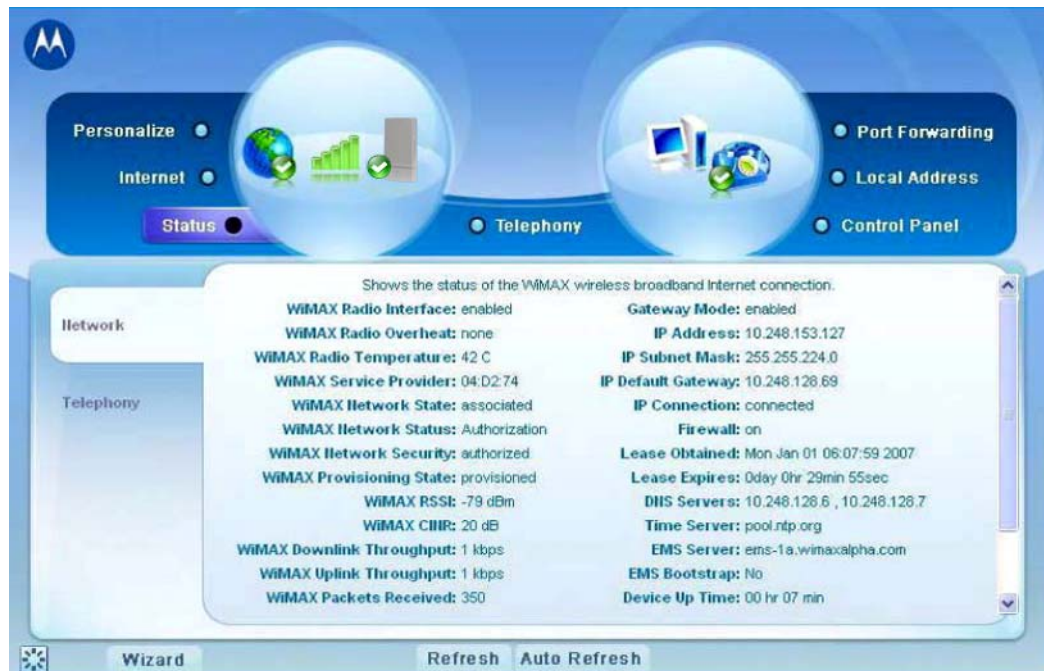 Personalize
Internet
Status
Telephony
Port Forwarding
Local Address
Control Panel
Network
Telephony
Shows the status of the WiMAX wireless broadband Internet connection.
WiMAX Radio Interface: enabled
WiMAX Radio Overheat: none
WiMAX Radio Temperature: 42 C
WiMAX Service Provider: 04:D2:74
WiMAX Network State: associated
WiMAX Network Status: Authorization
WiMAX Network Security: authorized
WiMAX Provisioning State: provisioned
WiMAX RSSI: -79 dBm
WiMAX CINR: 20 dB
WiMAX Downlink Throughput: 1 kbps
WiMAX Uplink Throughput: 1 kbps
WiMAX Packets Received: 350
Gateway Mode: enabled
IP Address: 10.248.153.127
IP Subnet Mask: 255.255.224.0
IP Default Gateway: 10.248.128.69
IP Connection: connected
Firewall: on
Lease Obtained: Mon Jan 01 06:07:59 2007
Lease Expires: 0day 0hr 29min 55sec
DNS Servers: 10.248.128.6 , 10.248.128.7
Time Server: pool.ntp.org
EMS Server: ems-1a.wimaxalpha.com
EMS Bootstrap: No
Device Up Time: 00 hr 07 min
Wizard
Refresh
Auto Refresh